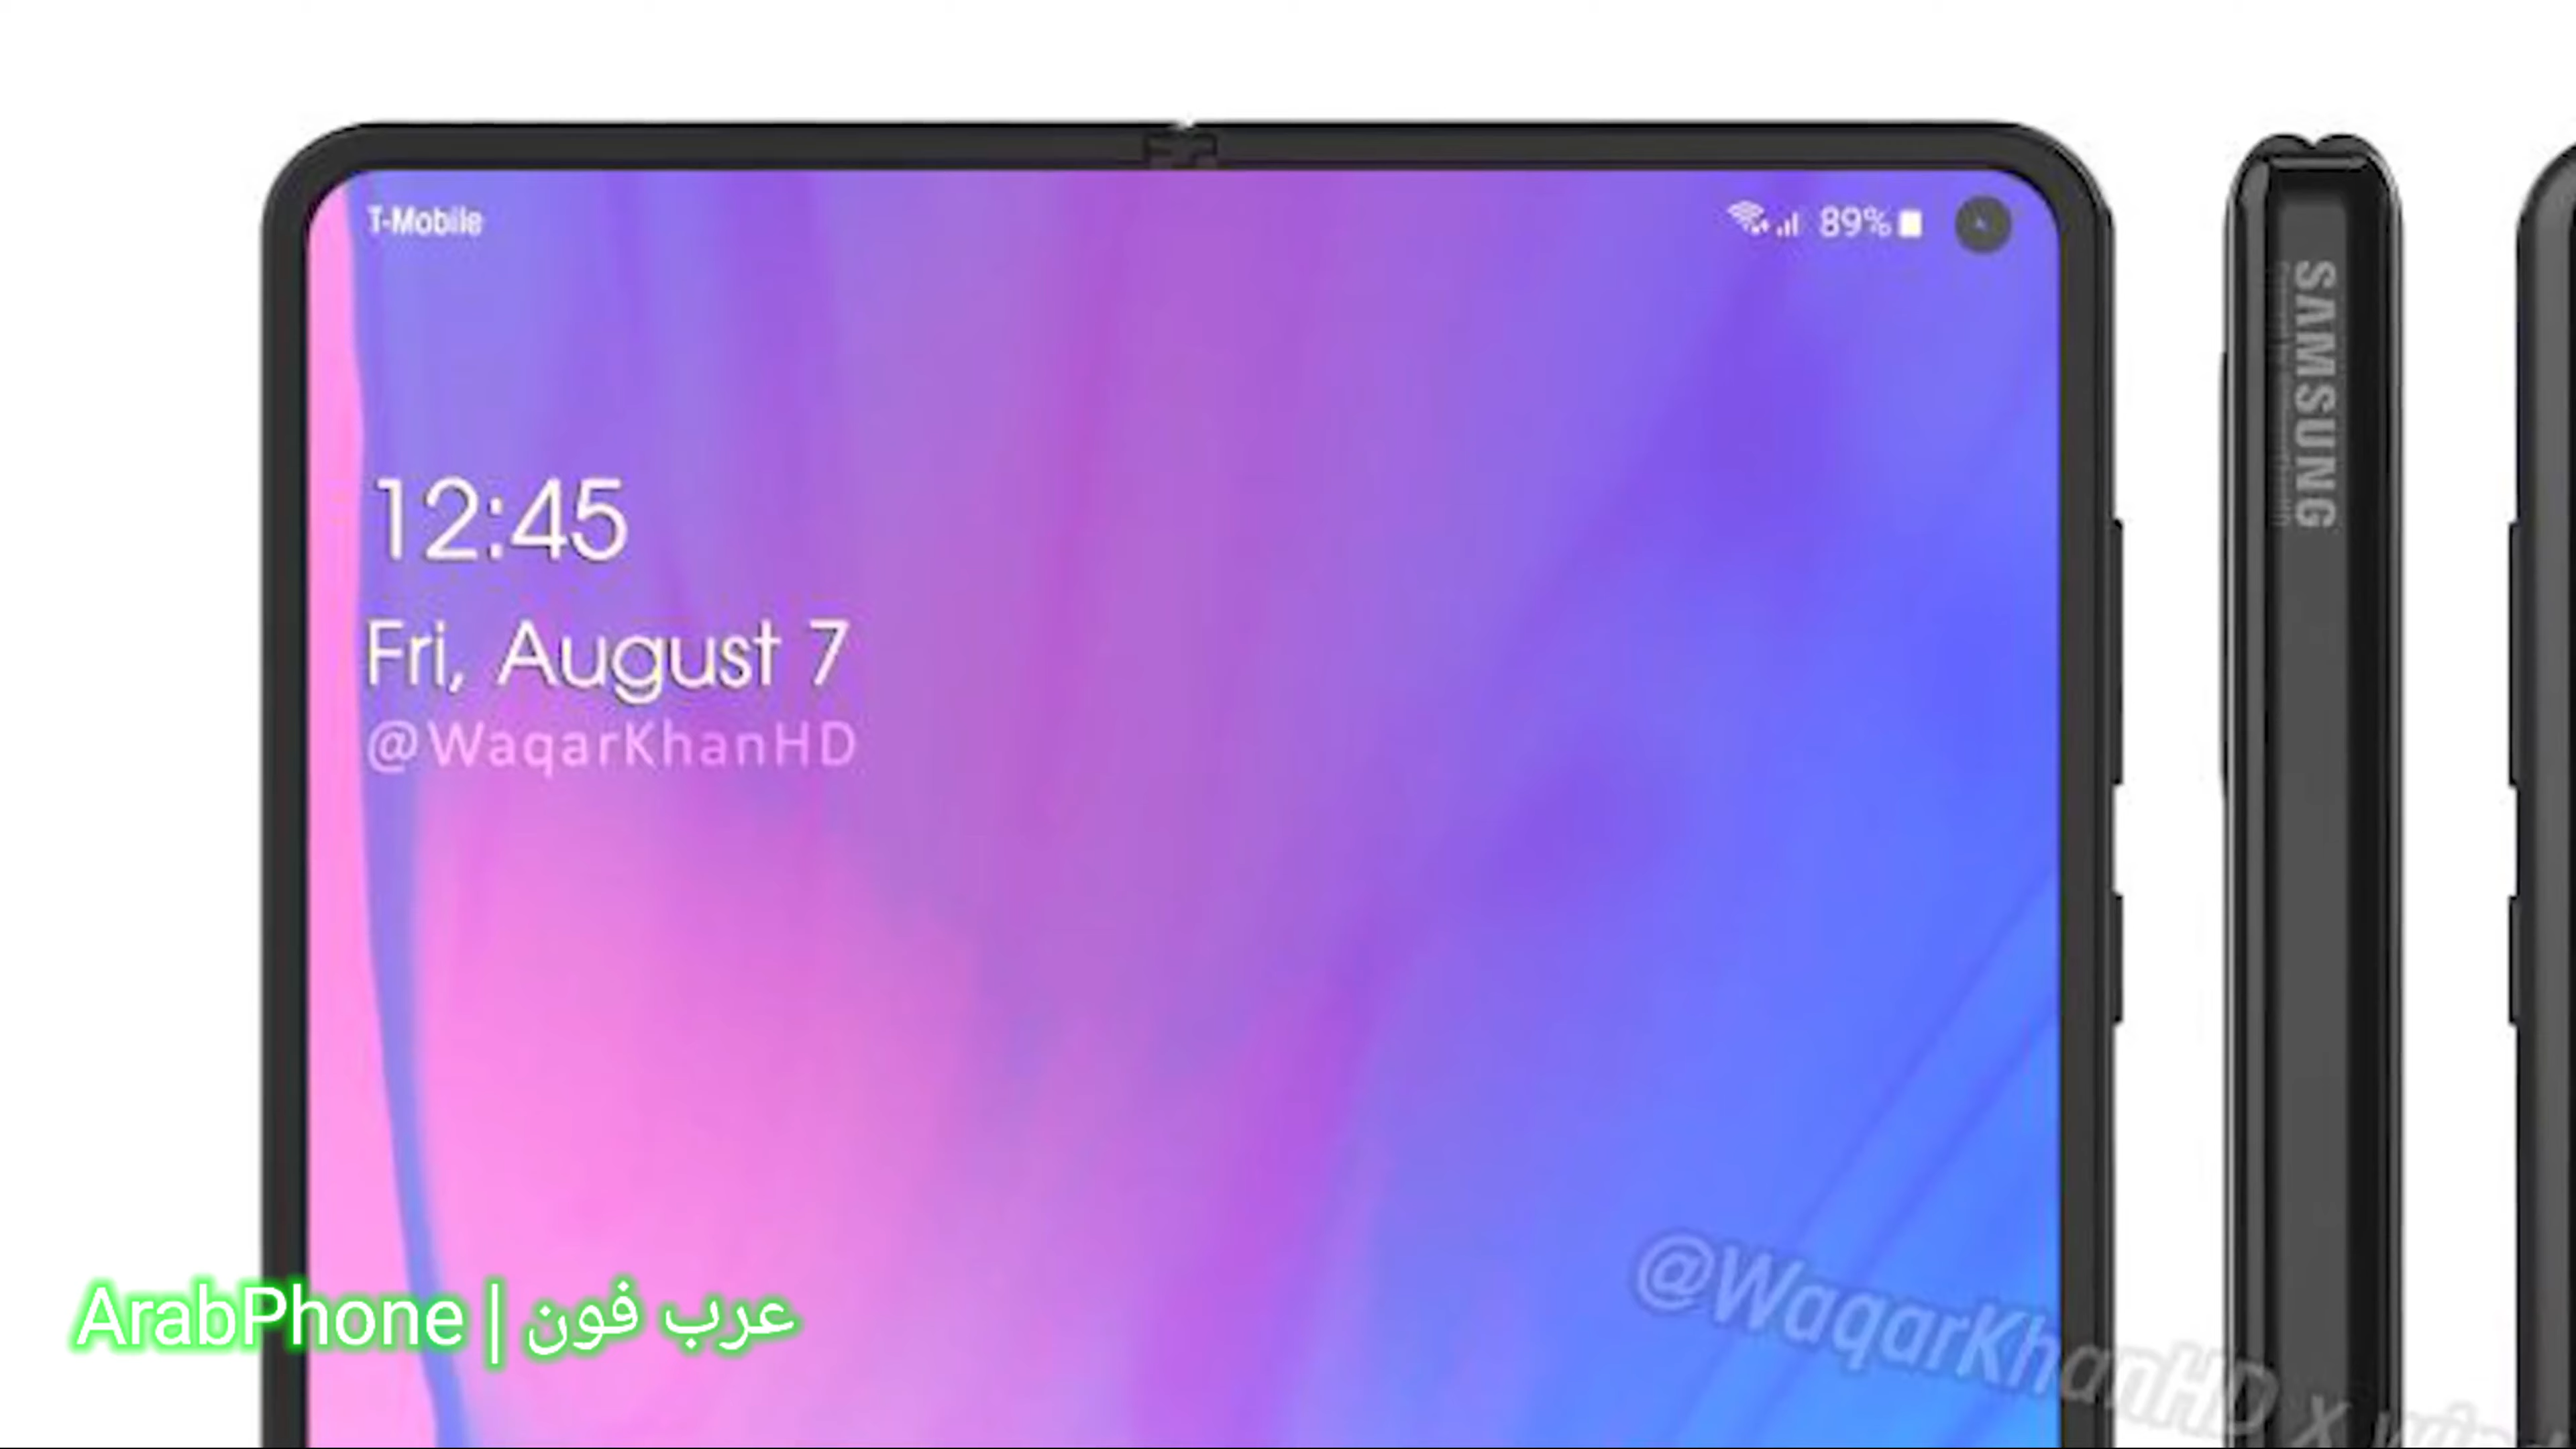 T-Mobile
89%
12:45
Fri, August 7
@WaqarKhanHD
SAMSUNG
@WaqarKhanHD x
ArabPhone | عرب فون